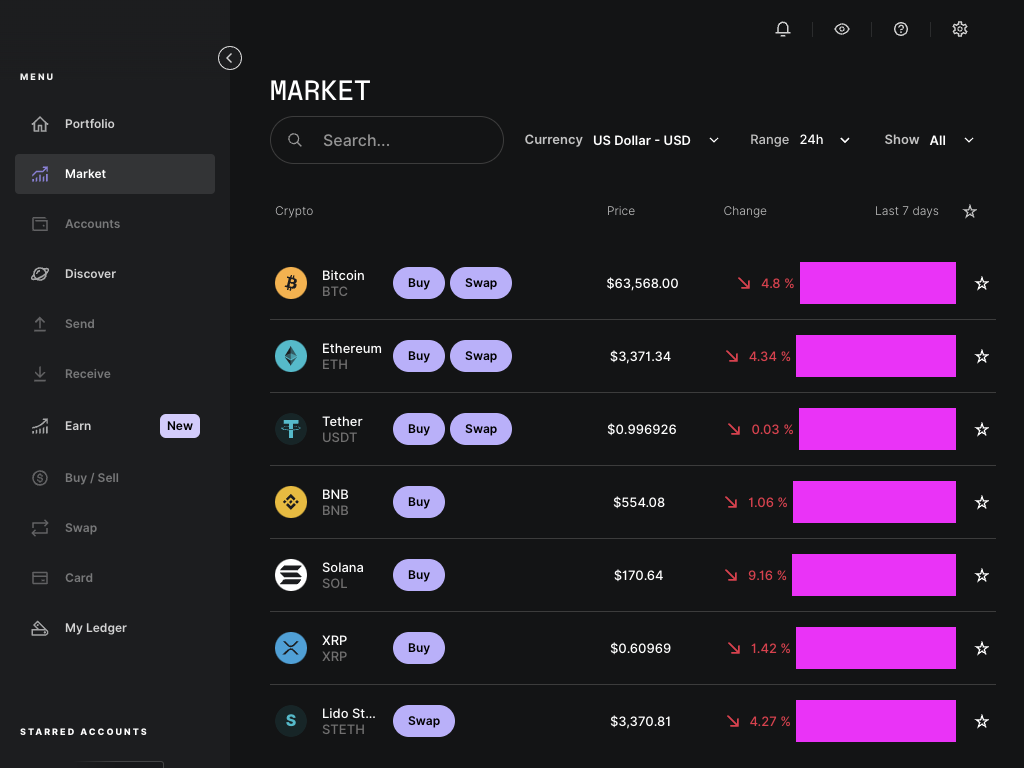 MENU
Portfolio
Market
Accounts
Discover
Send
Receive
Earn New
Buy / Sell
Swap
Card
My Ledger
STARRED ACCOUNTS
MARKET
Search...
Currency US Dollar - USD
Range 24h
Show All
Crypto Price Change Last 7 days
Bitcoin
BTC
Buy Swap $63,568.00 4.8 %
Ethereum
ETH
Buy Swap $3,371.34 4.34 %
Tether
USDT
Buy Swap $0.996926 0.03 %
BNB
BNB
Buy $554.08 1.06 %
Solana
SOL
Buy $170.64 9.16 %
XRP
XRP
Buy $0.60969 1.42 %
S
Lido St...
STETH
Swap $3,370.81 4.27 %